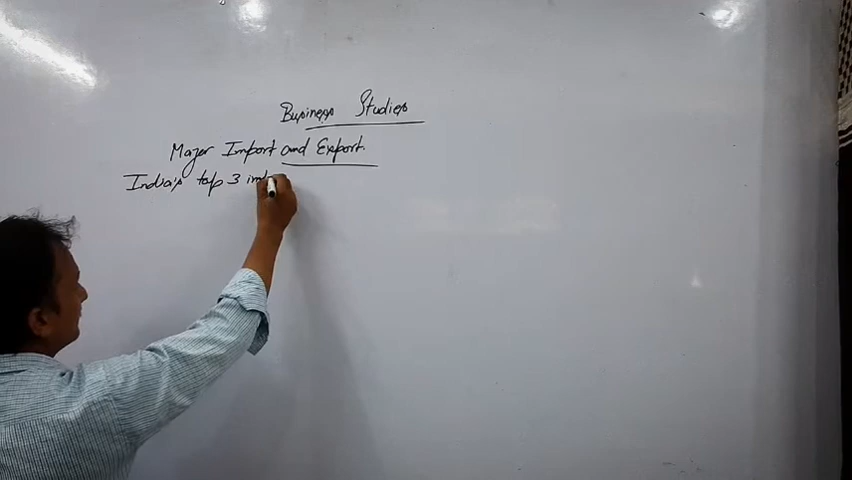 Business Studies
Major Import and Export.
India's top 3